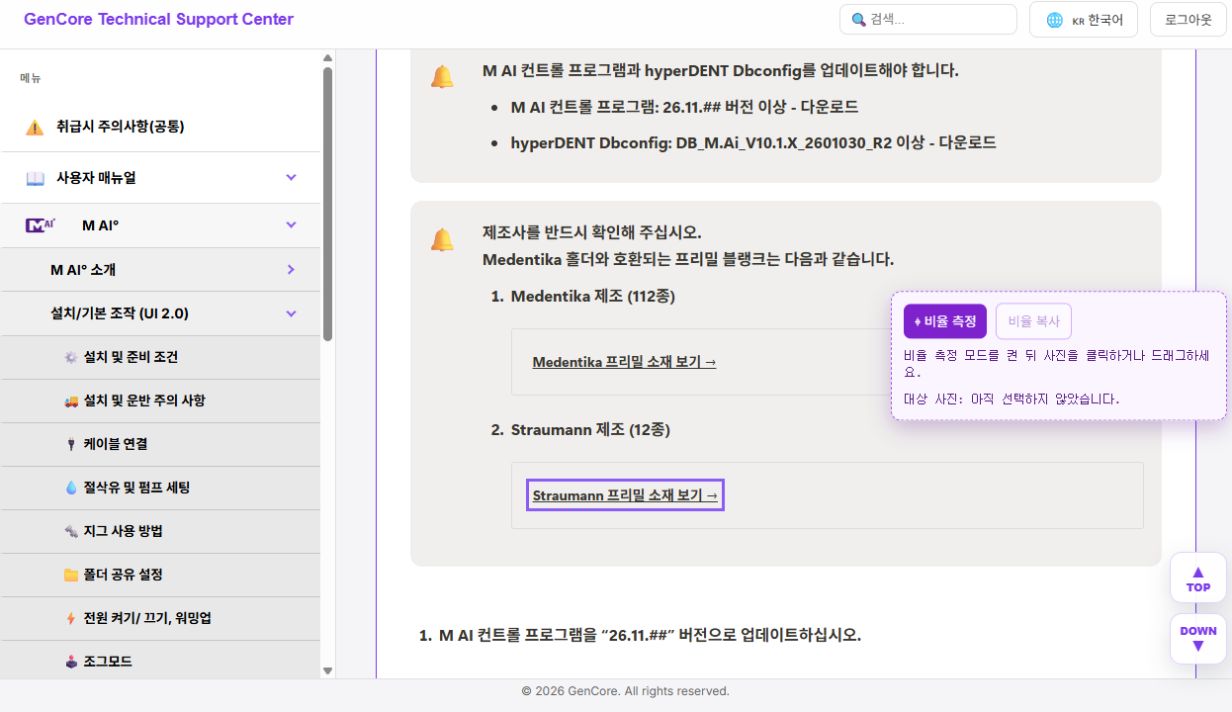 GenCore Technical Support Center
검색...
KR 한국어
로그아웃
메뉴
취급시 주의사항(공통)
사용자 매뉴얼
M AI°
M AI°
M AI° 소개
설치/기본 조작 (UI 2.0)
설치 및 준비 조건
설치 및 운반 주의 사항
케이블 연결
절삭유 및 펌프 세팅
지그 사용 방법
폴더 공유 설정
전원 켜기/ 끄기, 워밍업
조그모드
M AI 컨트롤 프로그램과 hyperDENT Dbconfig를 업데이트해야 합니다.
• M AI 컨트롤 프로그램: 26.11.## 버전 이상 - 다운로드
• hyperDENT Dbconfig: DB_M.Ai_V10.1.X_2601030_R2 이상 - 다운로드
제조사를 반드시 확인해 주십시오.
Medentika 홀더와 호환되는 프리밀 블랭크는 다음과 같습니다.
1. Medentika 제조 (112종)
Medentika 프리밀 소재 보기 →
2. Straumann 제조 (12종)
Straumann 프리밀 소재 보기 →
1. M AI 컨트롤 프로그램을 “26.11.##” 버전으로 업데이트하십시오.
비율 측정
비율 복사
비율 측정 모드를 켠 뒤 사진을 클릭하거나 드래그하세
요.
대상 사진: 아직 선택하지 않았습니다.
▲
TOP
DOWN
▼
© 2026 GenCore. All rights reserved.